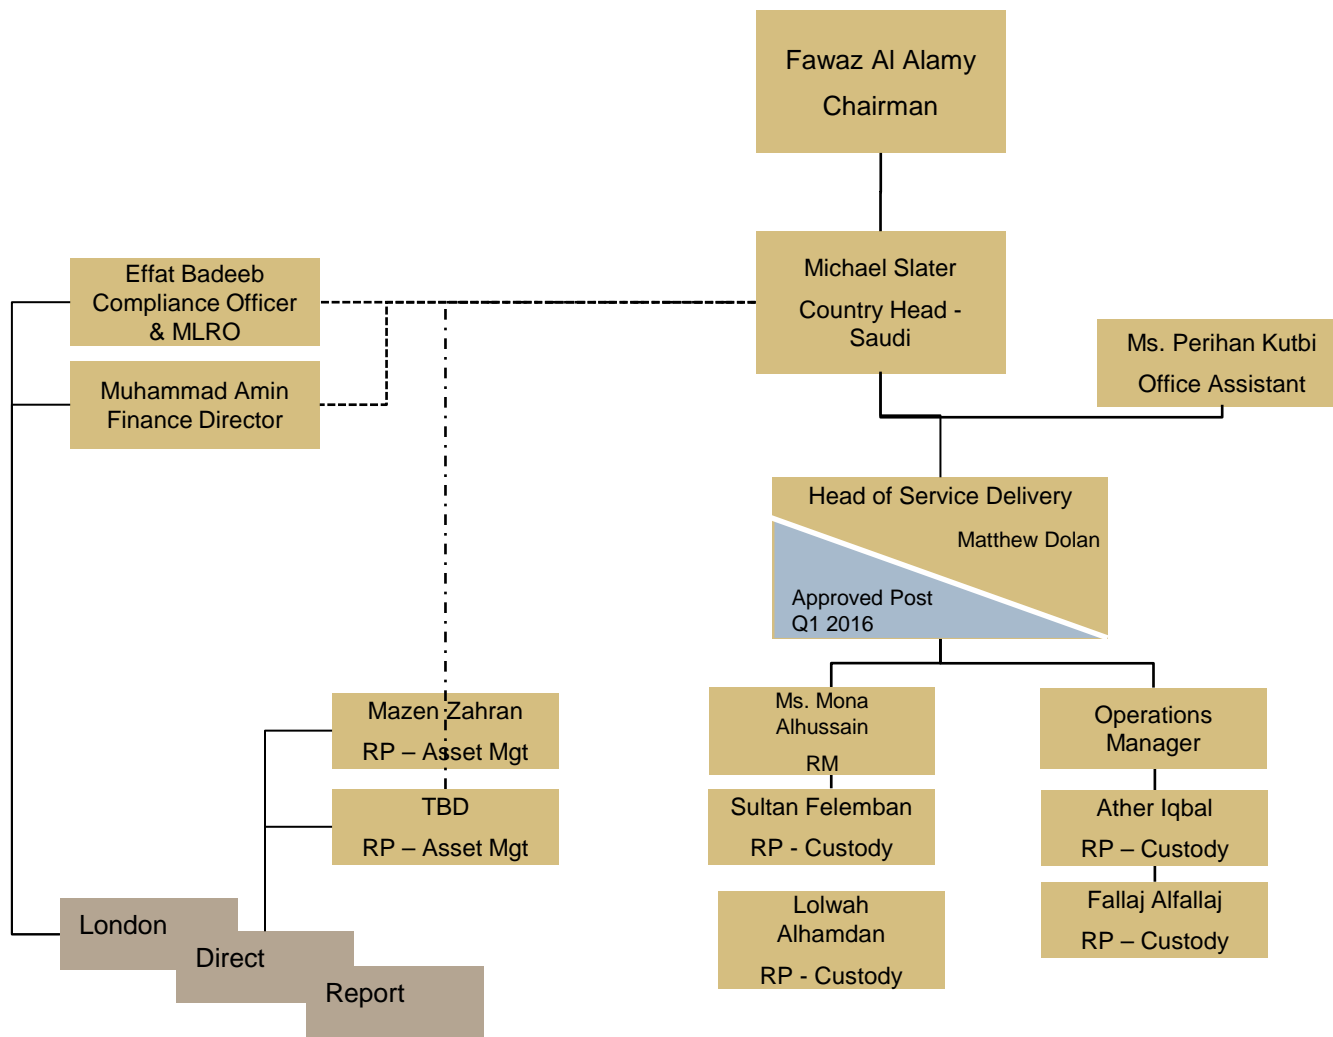 Fawaz Al Alamy
Chairman
Michael Slater
Country Head -
Saudi
Effat Badeeb
Compliance Officer
& MLRO
Muhammad Amin
Finance Director
Ms. Perihan Kutbi
Office Assistant
Head of Service Delivery
Matthew Dolan
Approved Post
Q1 2016
Mazen Zahran
RP – Asset Mgt
TBD
RP – Asset Mgt
Ms. Mona
Alhussain
RM
Operations
Manager
Sultan Felemban
RP - Custody
Ather Iqbal
RP – Custody
Lolwah
Alhamdan
RP - Custody
Fallaj Alfallaj
RP – Custody
London
Direct
Report